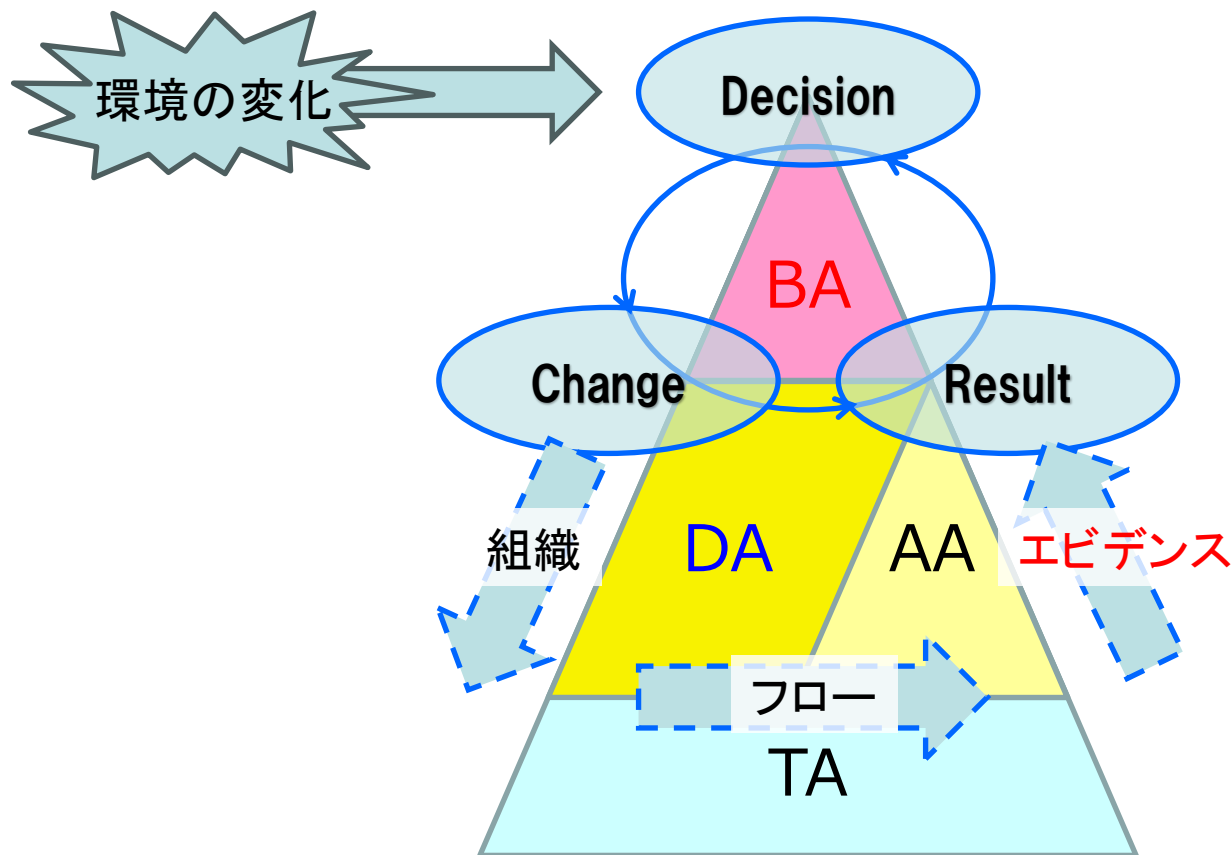 環境の変化
Decision
BA
Change
Result
組織
DA
AA
エビデンス
フロー
TA